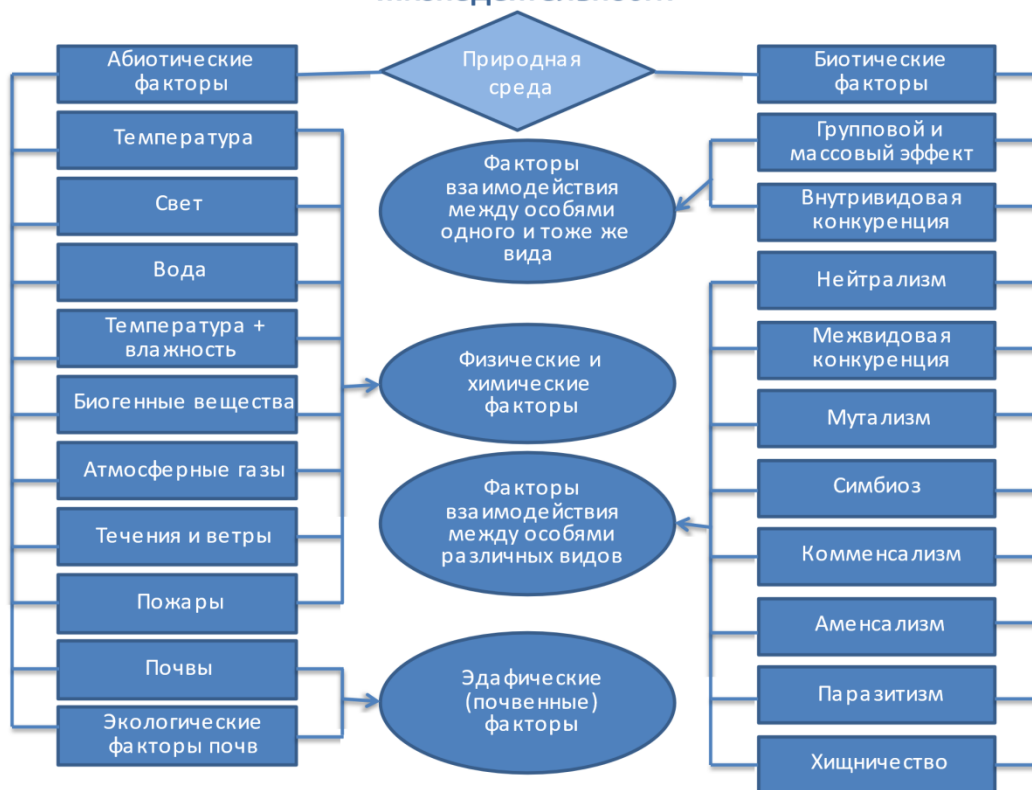 Природная
среда
Абиотические
факторы
Температура
Свет
Вода
Температура +
влажность
Биогенные вещества
Атмосферные газы
Течения и ветры
Пожары
Почвы
Экологические
факторы почв
Факторы
взаимодействия
между особями
одного и тоже же
вида
Физические и
химические
факторы
Факторы
взаимодействия
между особями
различных видов
Эдафические
(почвенные)
факторы
Биотические
факторы
Групповой и
массовый эффект
Внутривидовая
конкуренция
Нейтрализм
Межвидовая
конкуренция
Мутализм
Симбиоз
Комменсализм
Аменсализм
Паразитизм
Хищничество